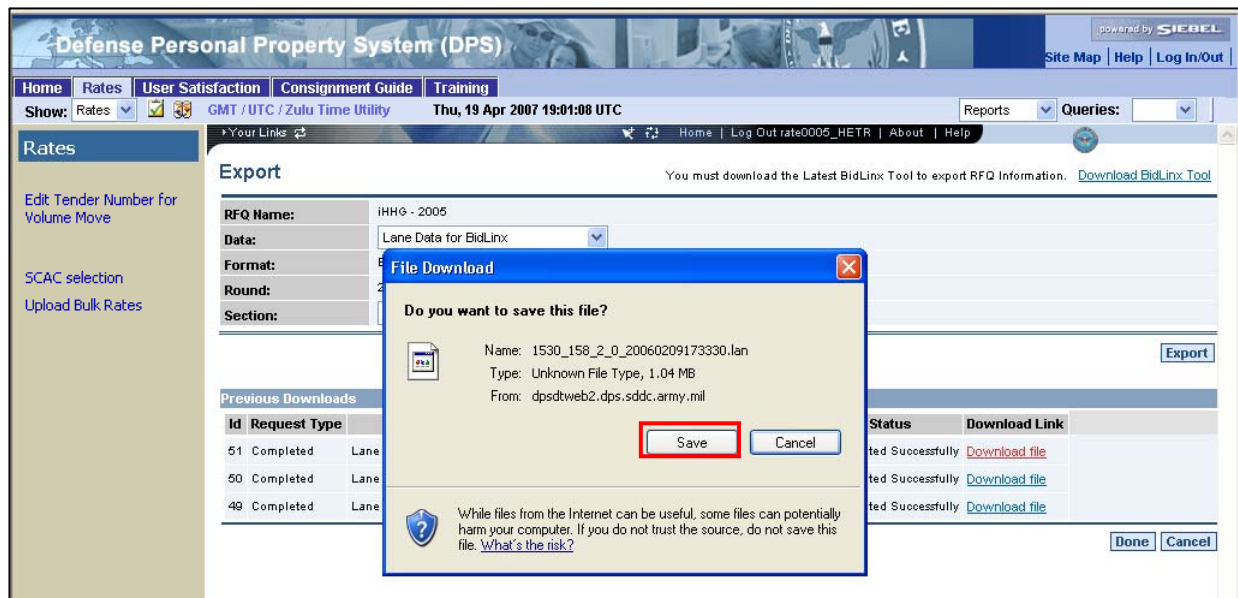 powered by SIEBEL
Defense Personal Property System (DPS)
Site Map | Help | Log In/Out |
Home Rates User Satisfaction Consignment Guide Training
Show: Rates GMT / UTC / Zulu Time Utility Thu, 19 Apr 2007 19:01:08 UTC Reports Queries:
Your Links Home | Log Out rate0005_HETR | About | Help
Rates
Export You must download the Latest BidLinx Tool to export RFQ Information. Download BidLinx Tool
Edit Tender Number for
Volume Move
SCAC selection
Upload Bulk Rates
RFQ Name: iHHG - 2005
Data: Lane Data for BidLinx
Format:
Round: 2
Section:
File Download
Do you want to save this file?
Name: 1530_158_2_0_20060209173330.lan
Type: Unknown File Type, 1.04 MB
From: dpsdtweb2.dps.sddc.army.mil
Save Cancel
While files from the Internet can be useful, some files can potentially
harm your computer. If you do not trust the source, do not save this
file. What's the risk?
Export
Previous Downloads
Id Request Type Status Download Link
51 Completed Lane ted Successfully Download file
50 Completed Lane ted Successfully Download file
49 Completed Lane ted Successfully Download file
Done Cancel